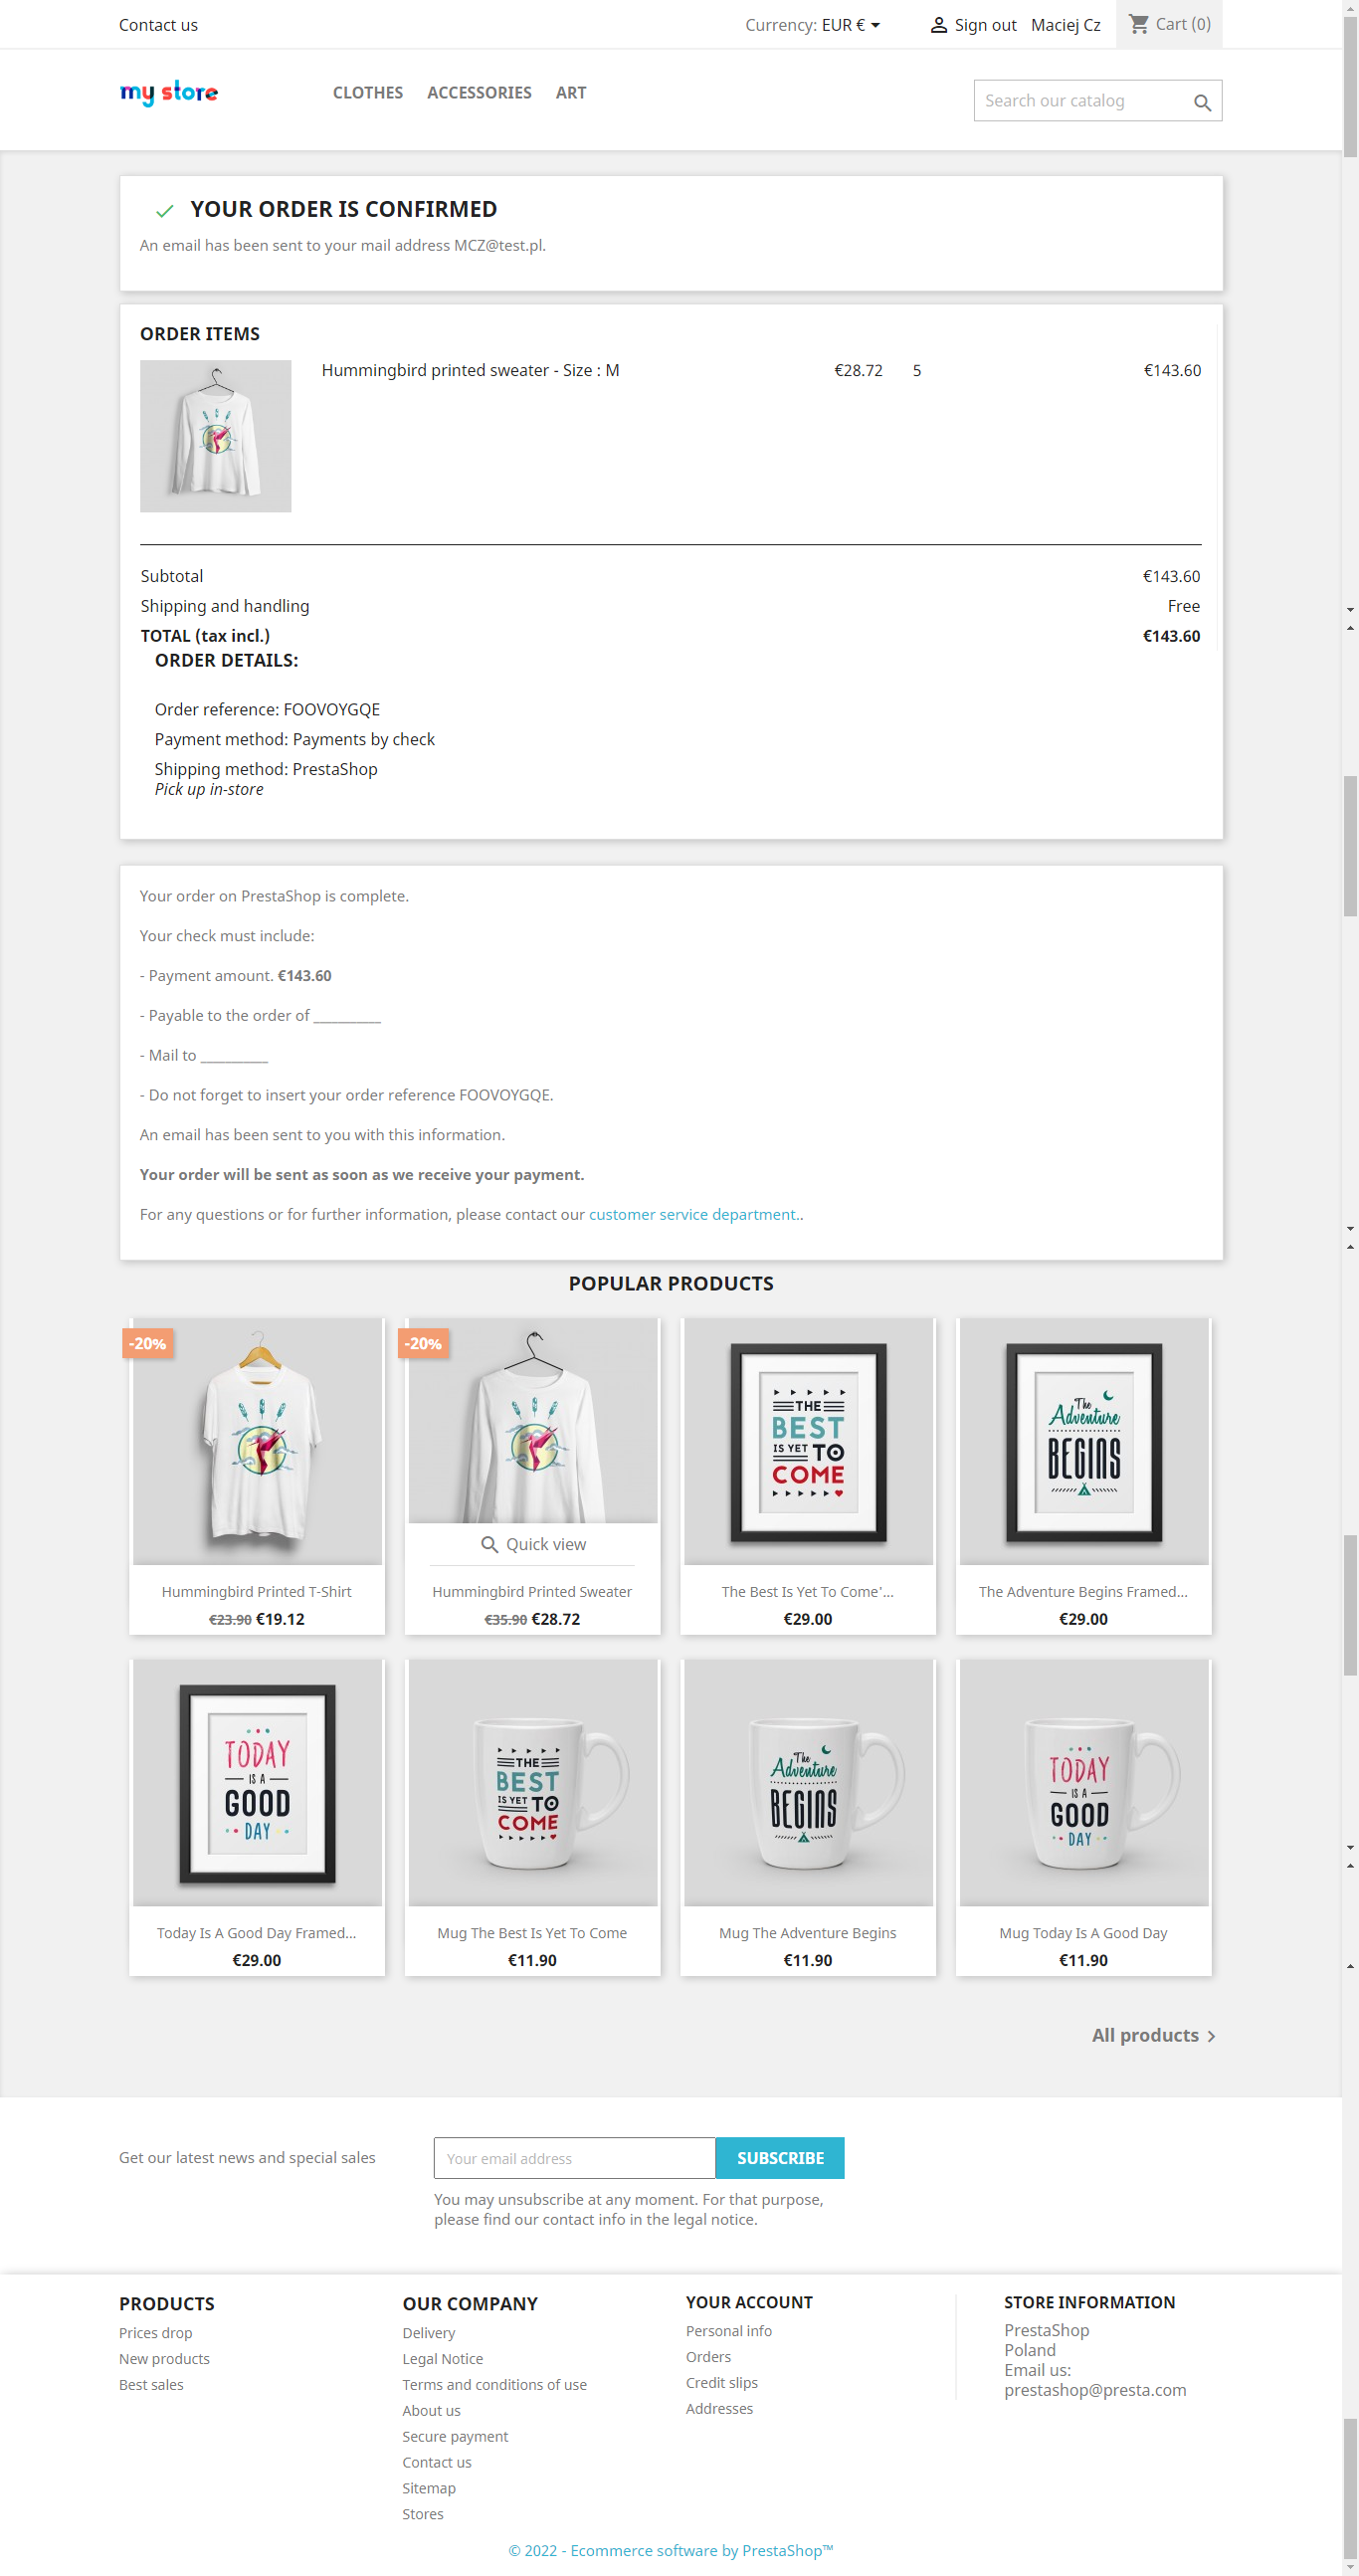 Contact us
Currency: EUR € Sign out Maciej Cz Cart (0)
my store
CLOTHES ACCESSORIES ART
Search our catalog
YOUR ORDER IS CONFIRMED
An email has been sent to your mail address MCZ@test.pl.
ORDER ITEMS
Hummingbird printed sweater - Size : M €28.72 5 €143.60
Subtotal €143.60
Shipping and handling Free
TOTAL (tax incl.) €143.60
ORDER DETAILS:
Order reference: FOOVOYGQE
Payment method: Payments by check
Shipping method: PrestaShop
Pick up in-store
Your order on PrestaShop is complete.
Your check must include:
- Payment amount. €143.60
- Payable to the order of __________
- Mail to __________
- Do not forget to insert your order reference FOOVOYGQE.
An email has been sent to you with this information.
Your order will be sent as soon as we receive your payment.
For any questions or for further information, please contact our customer service department..
POPULAR PRODUCTS
-20%
Hummingbird Printed T-Shirt
€23.90 €19.12
-20%
Quick view
Hummingbird Printed Sweater
€35.90 €28.72
THE
BEST
IS YET TO
COME
The Best Is Yet To Come'...
€29.00
The
Adventure
BEGINS
The Adventure Begins Framed...
€29.00
TODAY
IS A
GOOD
DAY
Today Is A Good Day Framed...
€29.00
THE
BEST
IS YET TO
COME
Mug The Best Is Yet To Come
€11.90
The
Adventure
BEGINS
Mug The Adventure Begins
€11.90
TODAY
IS A
GOOD
DAY
Mug Today Is A Good Day
€11.90
All products
Get our latest news and special sales
Your email address
SUBSCRIBE
You may unsubscribe at any moment. For that purpose,
please find our contact info in the legal notice.
PRODUCTS
Prices drop
New products
Best sales
OUR COMPANY
Delivery
Legal Notice
Terms and conditions of use
About us
Secure payment
Contact us
Sitemap
Stores
YOUR ACCOUNT
Personal info
Orders
Credit slips
Addresses
STORE INFORMATION
PrestaShop
Poland
Email us:
prestashop@presta.com
© 2022 - Ecommerce software by PrestaShop™